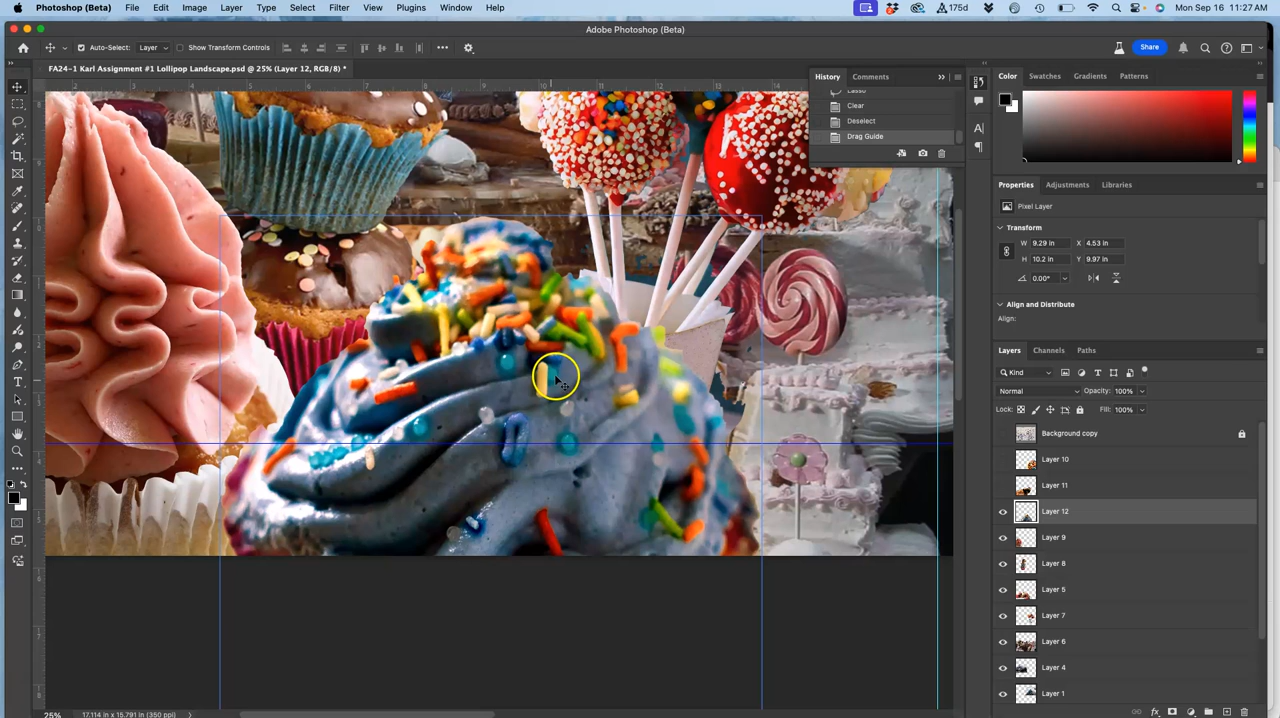 Photoshop (Beta) File Edit Image Layer Type Select Filter View Plugins Window Help 175d Mon Sep 16 11:27 AM
Adobe Photoshop (Beta)
Auto-Select: Layer Show Transform Controls Share
FA24-1 Karl Assignment #1 Lollipop Landscape.psd @ 25% (Layer 12, RGB/8) *
History Comments
Lasso
Clear
Deselect
Drag Guide
Color Swatches Gradients Patterns
Properties Adjustments Libraries
Pixel Layer
Transform
W 9.29 in X 4.53 in
H 10.2 in Y 9.97 in
0.00°
Align and Distribute
Align:
Layers Channels Paths
Kind
Normal Opacity: 100%
Lock: Fill: 100%
Background copy
Layer 10
Layer 11
Layer 12
Layer 9
Layer 8
Layer 5
Layer 7
Layer 6
Layer 4
Layer 1
25% 17.114 in x 15.791 in (350 ppi)